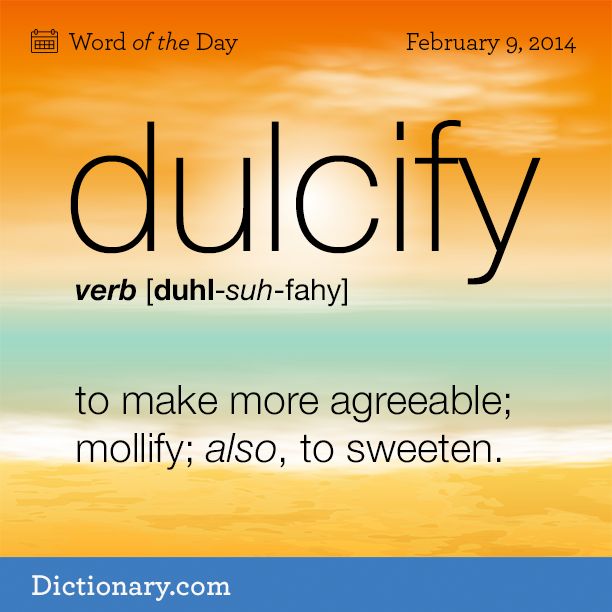 Word of the Day
February 9, 2014
dulcify
verb [duhl-suh-fahy]
to make more agreeable;
mollify; also, to sweeten.
Dictionary.com